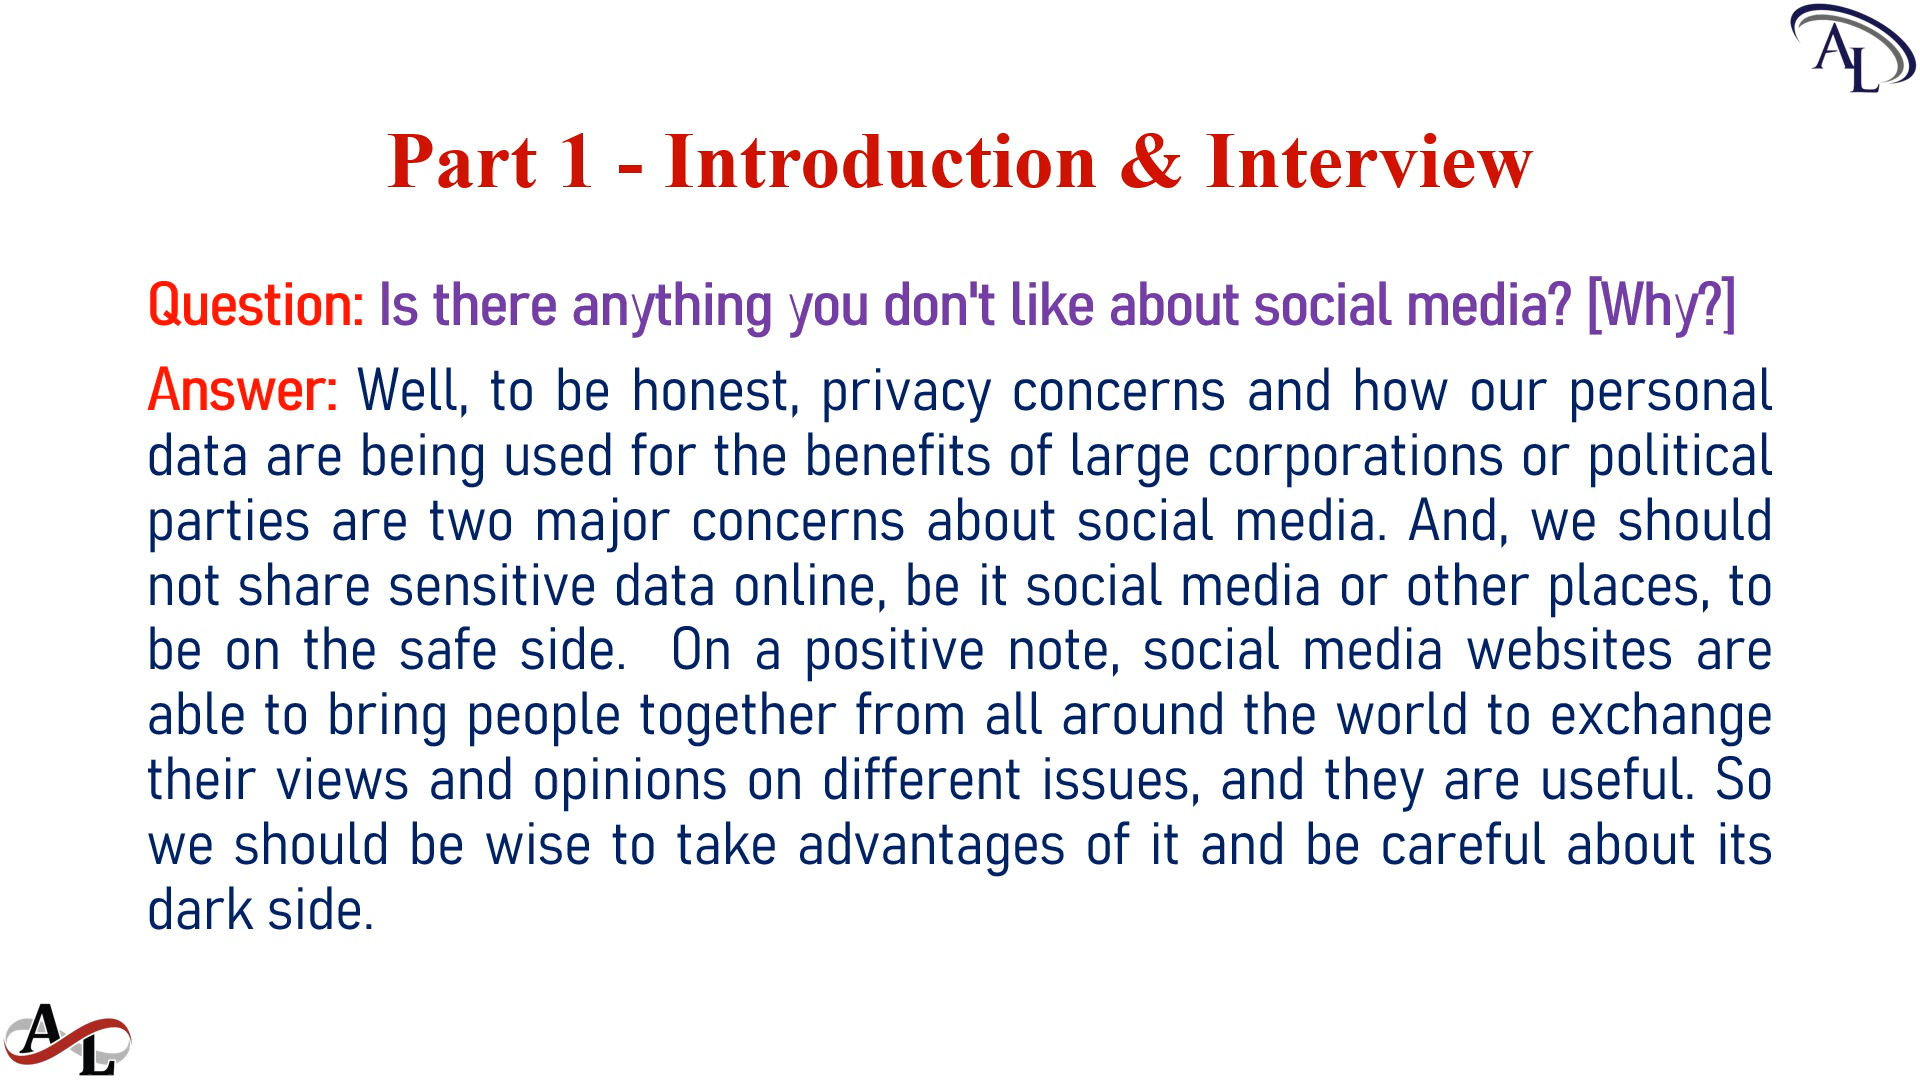 AL
Part 1 - Introduction & Interview
Question: Is there anything you don't like about social media? [Why?]
Answer: Well, to be honest, privacy concerns and how our personal
data are being used for the benefits of large corporations or political
parties are two major concerns about social media. And, we should
not share sensitive data online, be it social media or other places, to
be on the safe side.  On a positive note, social media websites are
able to bring people together from all around the world to exchange
their views and opinions on different issues, and they are useful. So
we should be wise to take advantages of it and be careful about its
dark side.
AL